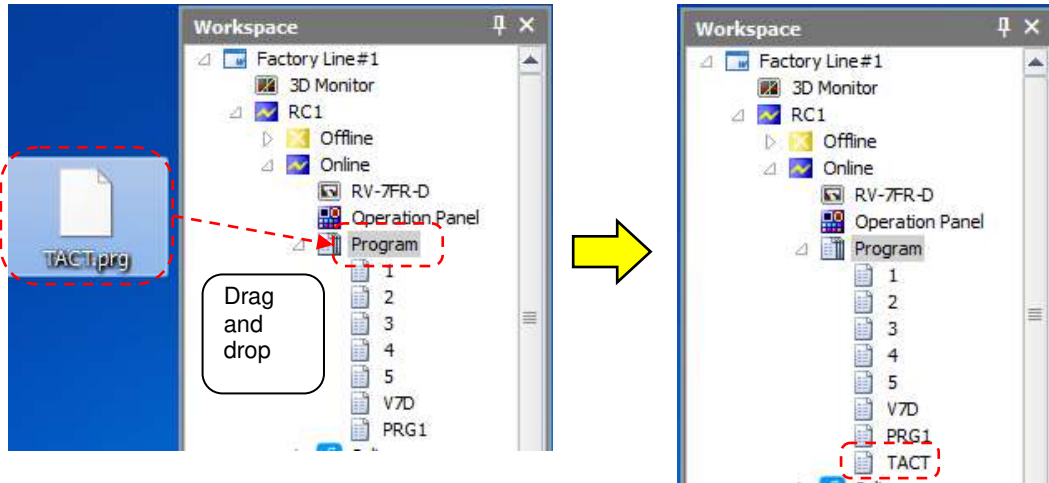 Workspace
Factory Line#1
3D Monitor
RC1
Offline
Online
RV-7FR-D
Operation Panel
Program
1
2
3
4
5
V7D
PRG1
TACT.prg
Drag
and
drop
Workspace
Factory Line#1
3D Monitor
RC1
Offline
Online
RV-7FR-D
Operation Panel
Program
1
2
3
4
5
V7D
PRG1
TACT